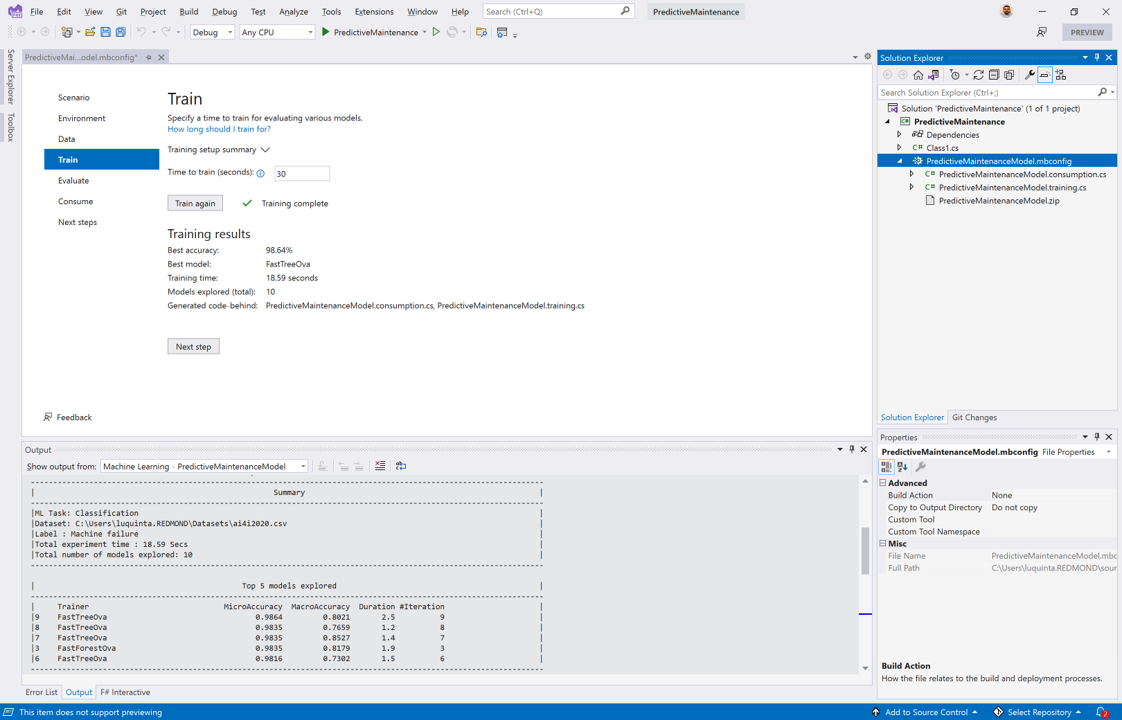 File Edit View Git Project Build Debug Test Analyze Tools Extensions Window Help Search (Ctrl+Q) PredictiveMaintenance
Debug Any CPU PredictiveMaintenance PREVIEW
Server Explorer
Toolbox
PredictiveMai...odel.mbconfig*
Scenario
Environment
Data
Train
Evaluate
Consume
Next steps
Feedback
Train
Specify a time to train for evaluating various models.
How long should I train for?
Training setup summary
Time to train (seconds): 30
Train again Training complete
Training results
Best accuracy: 98.64%
Best model: FastTreeOva
Training time: 18.59 seconds
Models explored (total): 10
Generated code-behind: PredictiveMaintenanceModel.consumption.cs, PredictiveMaintenanceModel.training.cs
Next step
Output
Show output from: Machine Learning - PredictiveMaintenanceModel
| Summary |
|ML Task: Classification |
|Dataset: C:\Users\luquinta.REDMOND\Datasets\ai4i2020.csv |
|Label : Machine failure |
|Total experiment time : 18.59 Secs |
|Total number of models explored: 10 |
| Top 5 models explored |
| Trainer MicroAccuracy MacroAccuracy Duration #Iteration |
|9 FastTreeOva 0.9864 0.8021 2.5 9 |
|8 FastTreeOva 0.9835 0.7659 1.2 8 |
|7 FastTreeOva 0.9835 0.8527 1.4 7 |
|3 FastForestOva 0.9835 0.8179 1.9 3 |
|6 FastTreeOva 0.9816 0.7302 1.5 6 |
Error List Output F# Interactive
Solution Explorer
Search Solution Explorer (Ctrl+;)
Solution 'PredictiveMaintenance' (1 of 1 project)
PredictiveMaintenance
Dependencies
C# Class1.cs
PredictiveMaintenanceModel.mbconfig
C# PredictiveMaintenanceModel.consumption.cs
C# PredictiveMaintenanceModel.training.cs
PredictiveMaintenanceModel.zip
Solution Explorer Git Changes
Properties
PredictiveMaintenanceModel.mbconfig File Properties
Advanced
Build Action None
Copy to Output Directory Do not copy
Custom Tool
Custom Tool Namespace
Misc
File Name PredictiveMaintenanceModel.mbc
Full Path C:\Users\luquinta.REDMOND\sour
Build Action
How the file relates to the build and deployment processes.
This item does not support previewing Add to Source Control Select Repository 2